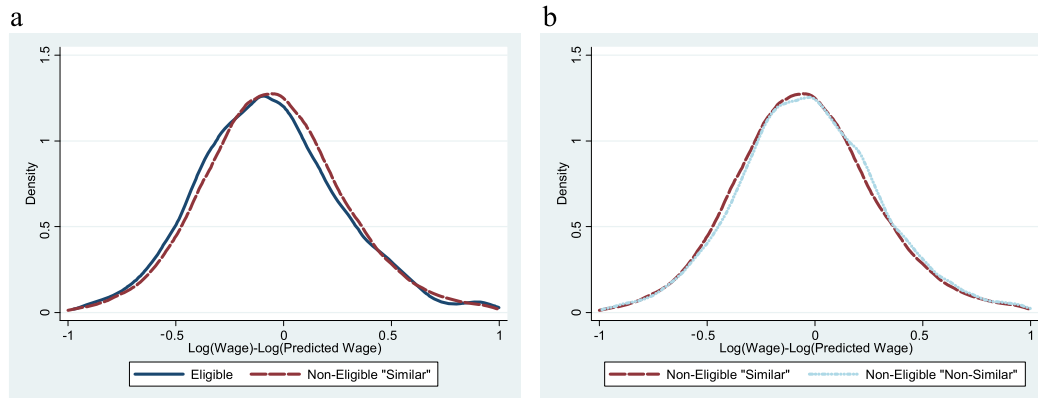 a
1.5
1
0.5
0
Density
-1 -0.5 0 0.5 1
Log(Wage)-Log(Predicted Wage)
Eligible Non-Eligible "Similar"
b
1.5
1
0.5
0
Density
-1 -0.5 0 0.5 1
Log(Wage)-Log(Predicted Wage)
Non-Eligible "Similar" Non-Eligible "Non-Similar"